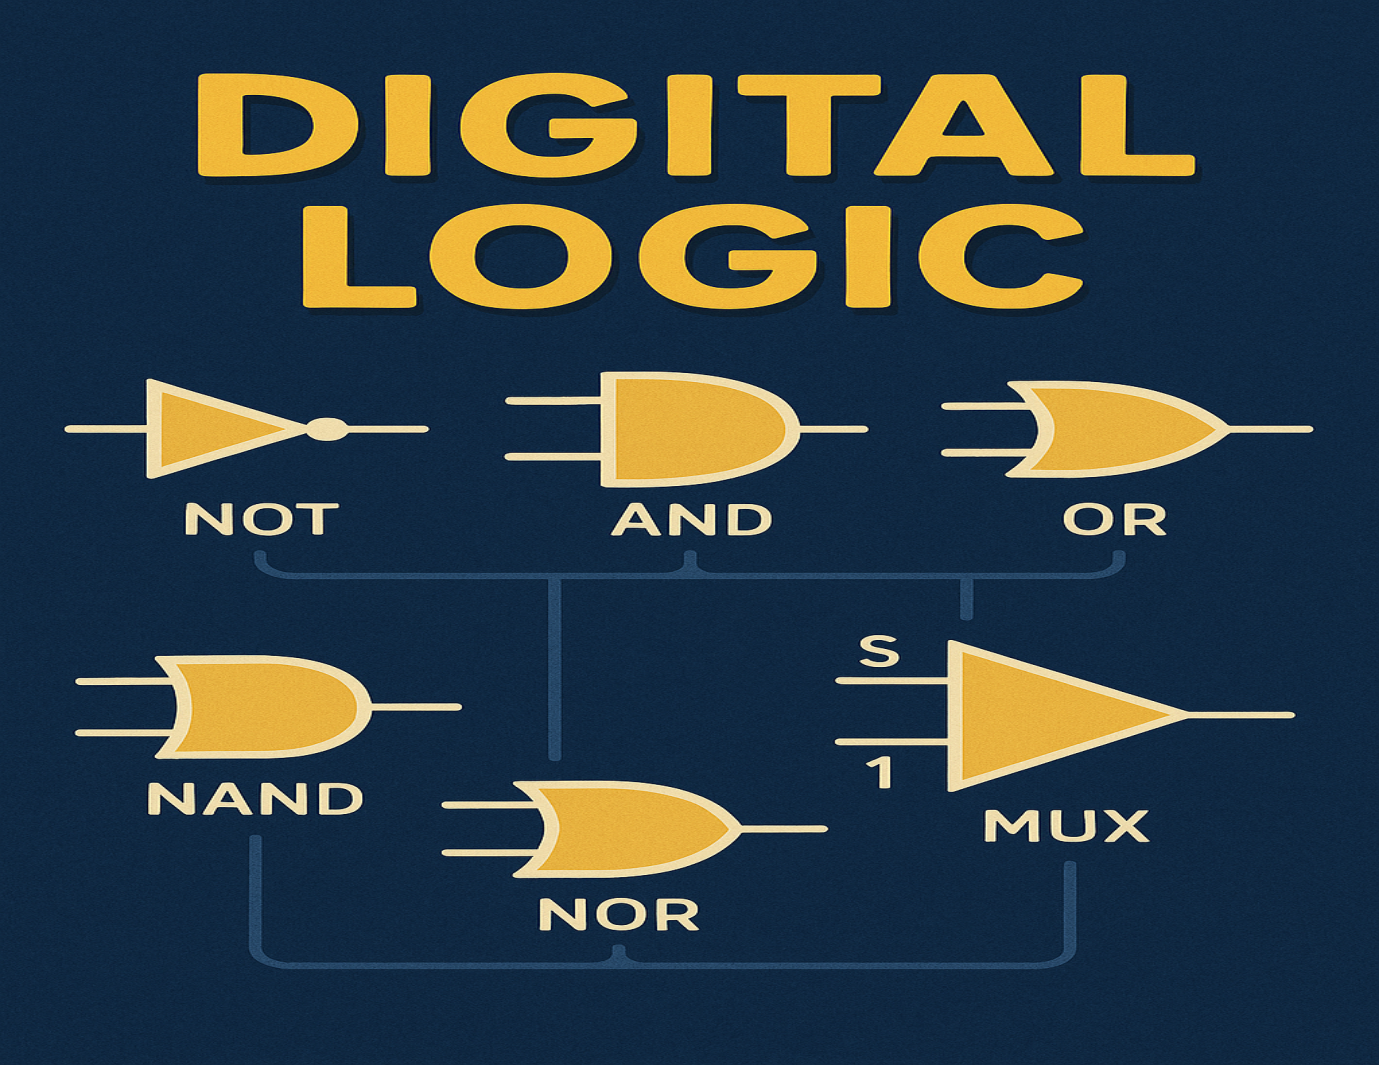 DIGITAL
LOGIC
NOT
AND
OR
S
1
NAND
MUX
NOR